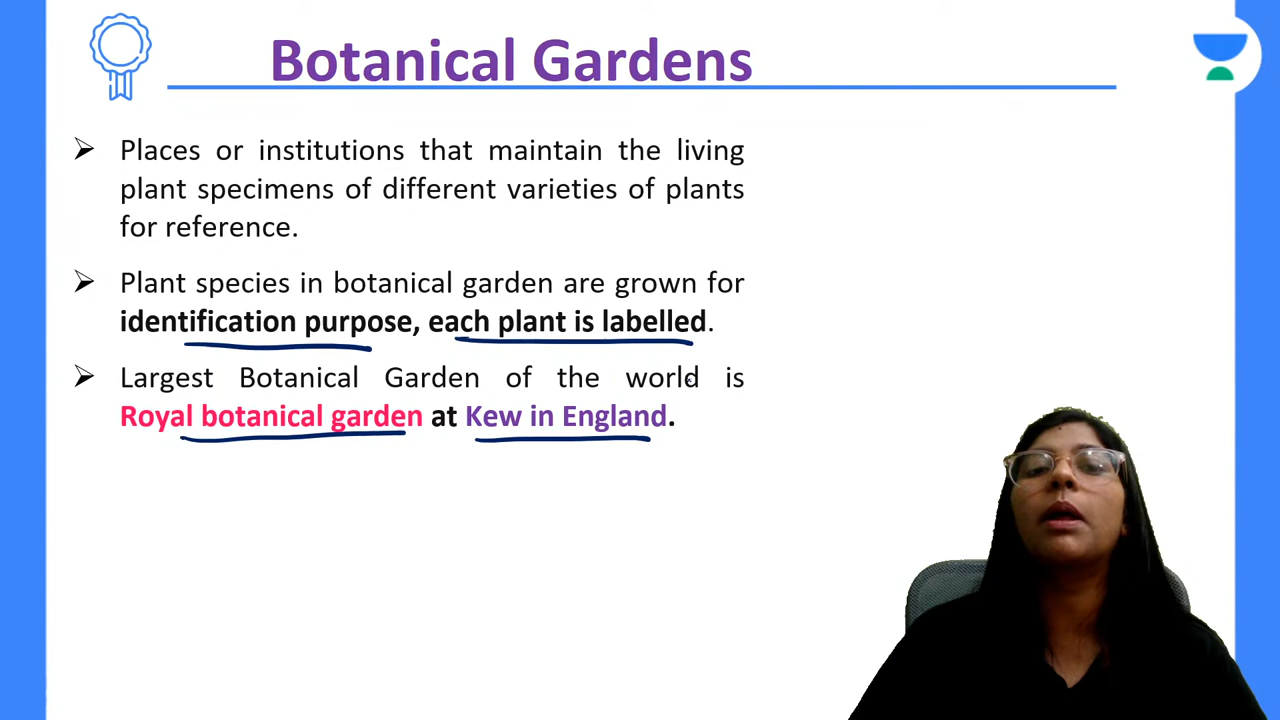 Botanical Gardens
➢ Places or institutions that maintain the living
plant specimens of different varieties of plants
for reference.
➢ Plant species in botanical garden are grown for
identification purpose, each plant is labelled.
➢ Largest Botanical Garden of the world is
Royal botanical garden at Kew in England.